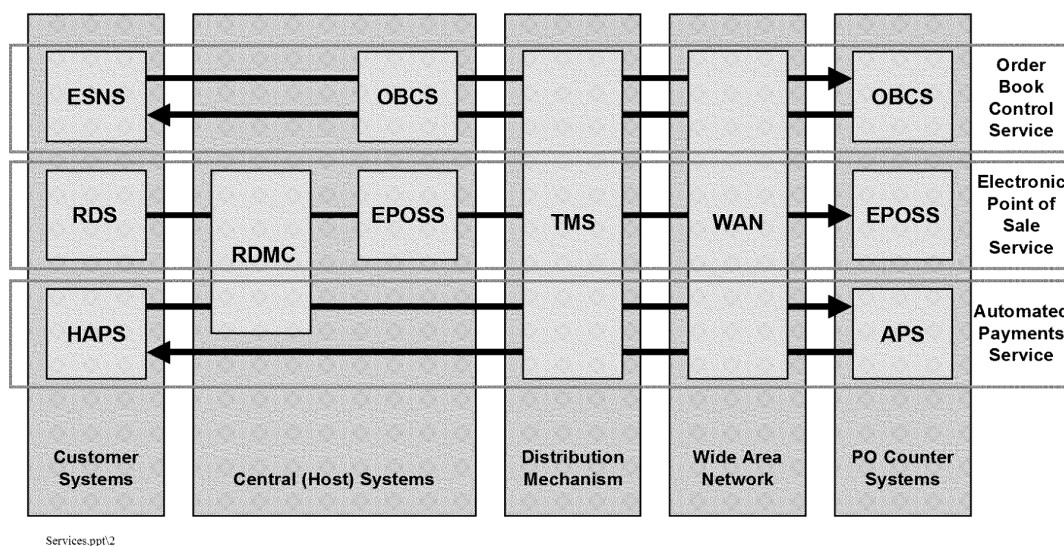 ESNS
OBCS
OBCS
Order
Book
Control
Service
RDS
RDMC
EPOSS
TMS
WAN
EPOSS
Electronic
Point of
Sale
Service
HAPS
APS
Automated
Payments
Service
Customer
Systems
Central (Host) Systems
Distribution
Mechanism
Wide Area
Network
PO Counter
Systems
Services.ppt\2